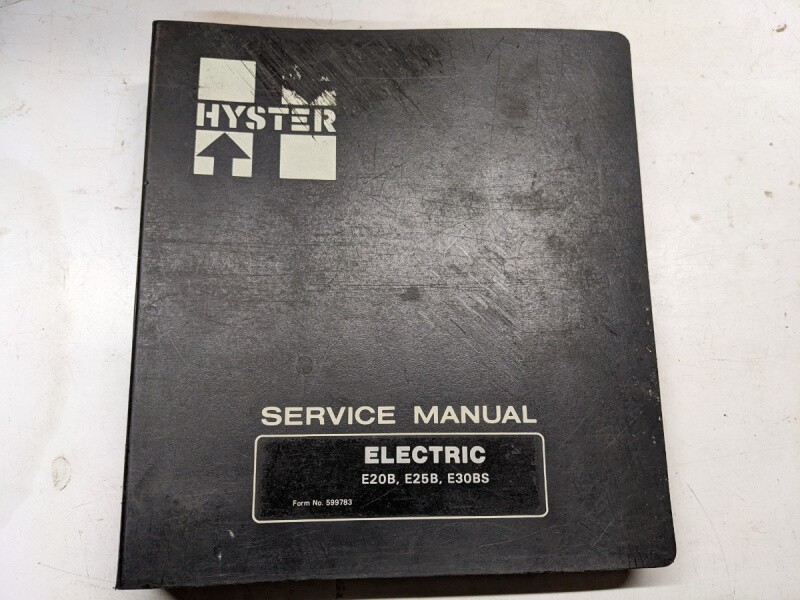 HYSTER
SERVICE MANUAL
ELECTRIC
E20B, E25B, E30BS
Form No. 599783